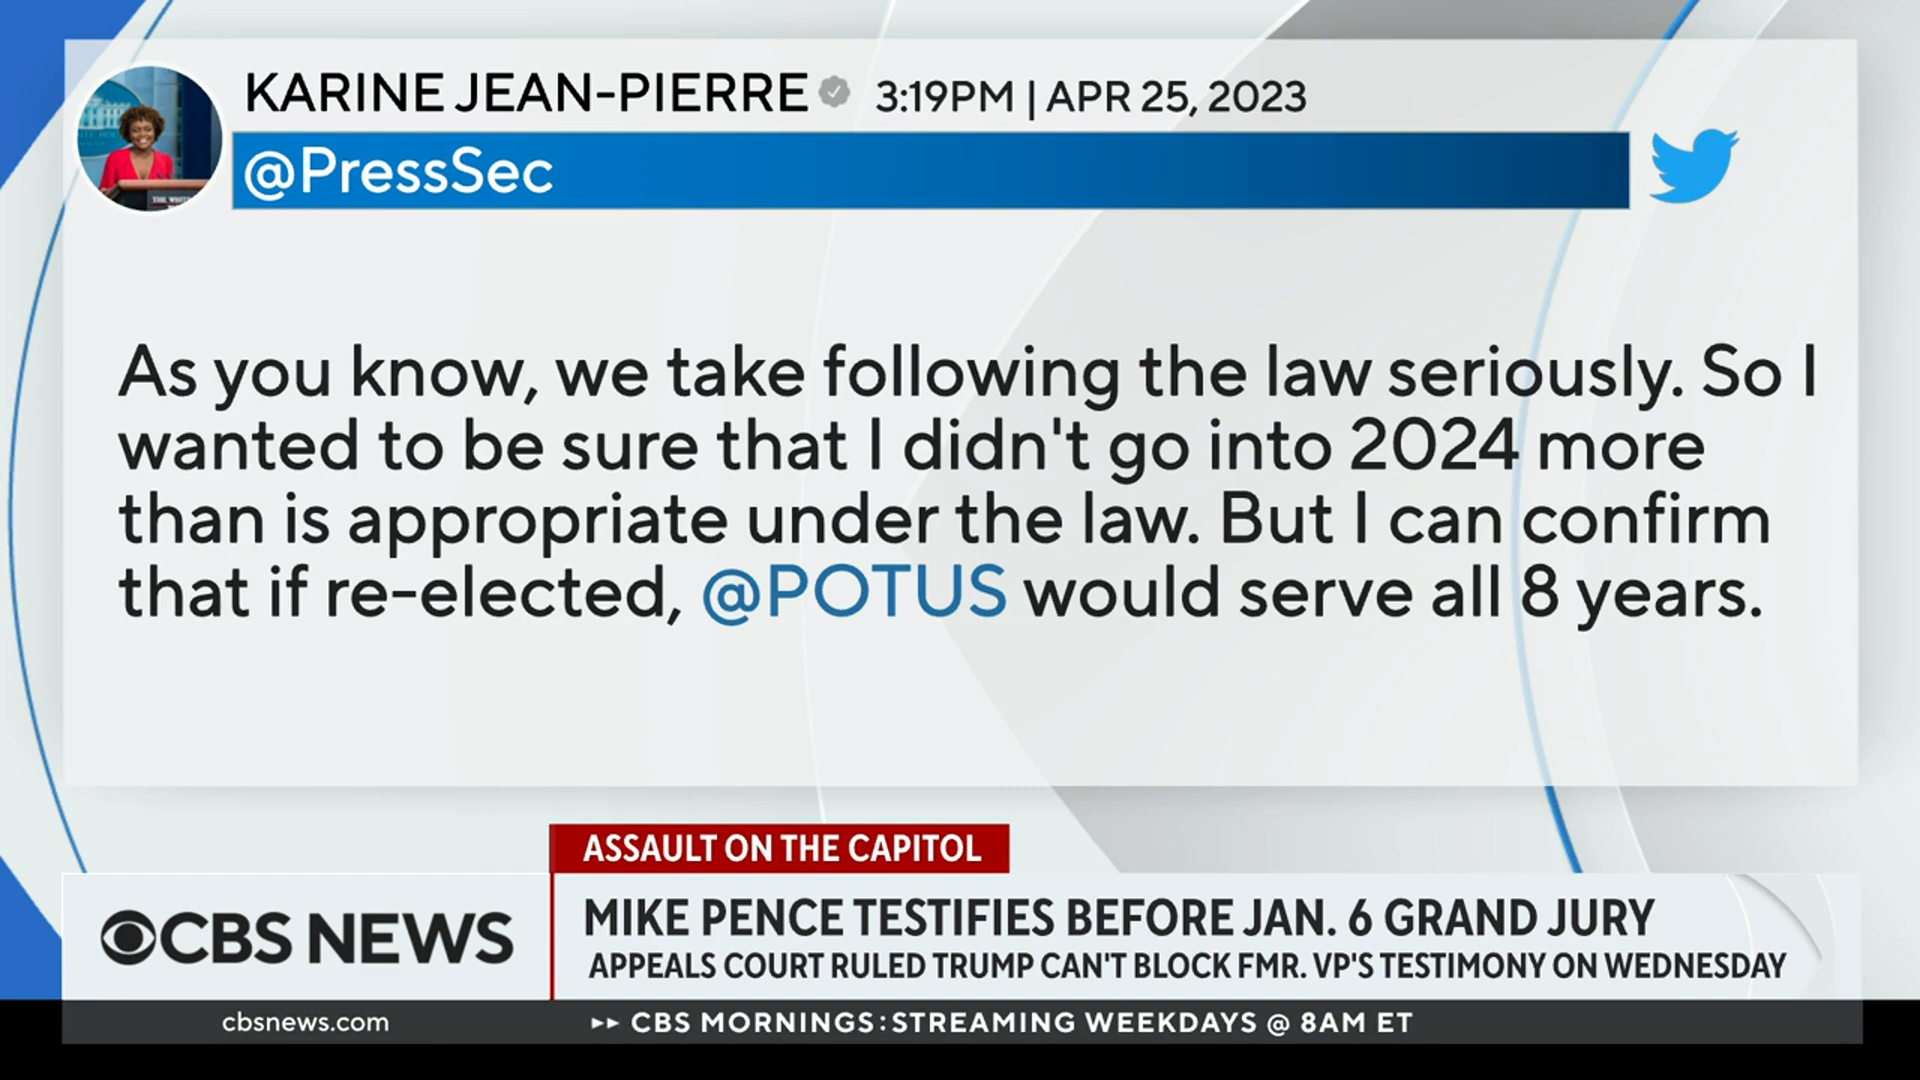 KARINE JEAN-PIERRE 3:19PM | APR 25, 2023
@PressSec
As you know, we take following the law seriously. So I
wanted to be sure that I didn't go into 2024 more
than is appropriate under the law. But I can confirm
that if re-elected, @POTUS would serve all 8 years.
ASSAULT ON THE CAPITOL
CBS NEWS
MIKE PENCE TESTIFIES BEFORE JAN. 6 GRAND JURY
APPEALS COURT RULED TRUMP CAN'T BLOCK FMR. VP'S TESTIMONY ON WEDNESDAY
cbsnews.com
CBS MORNINGS: STREAMING WEEKDAYS @ 8AM ET